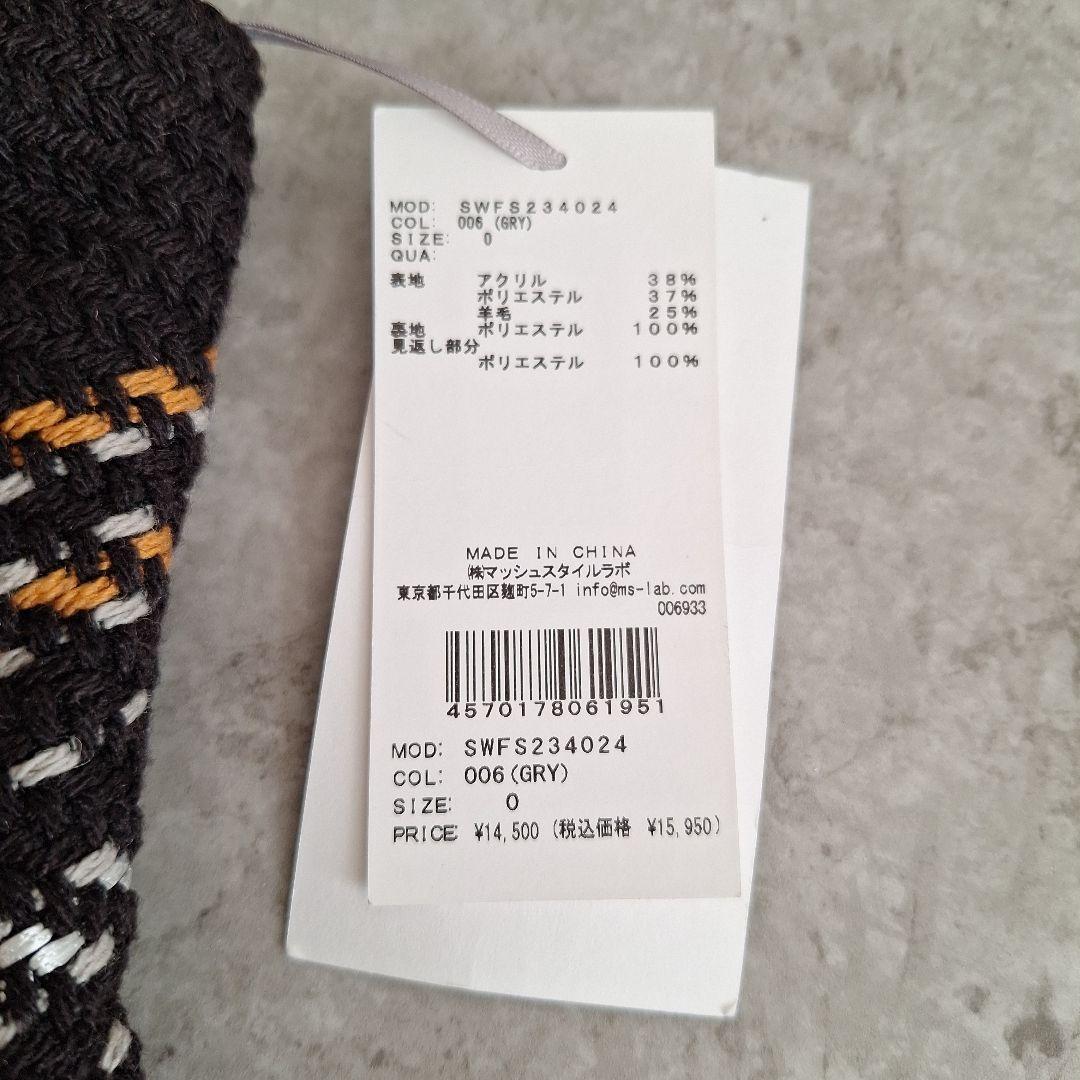 MOD: SWFS234024
COL: 006 (GRY)
SIZE: 0
QUA:
表地 アクリル 38%
ポリエステル 37%
羊毛 25%
裏地 ポリエステル 100%
見返し部分
ポリエステル 100%
MADE IN CHINA
㈱マッシュスタイルラボ
東京都千代田区麹町5-7-1 info@ms-lab.com
006933
4570178061951
MOD: SWFS234024
COL: 006(GRY)
SIZE: 0
PRICE: ¥14,500 (税込価格 ¥15,950)